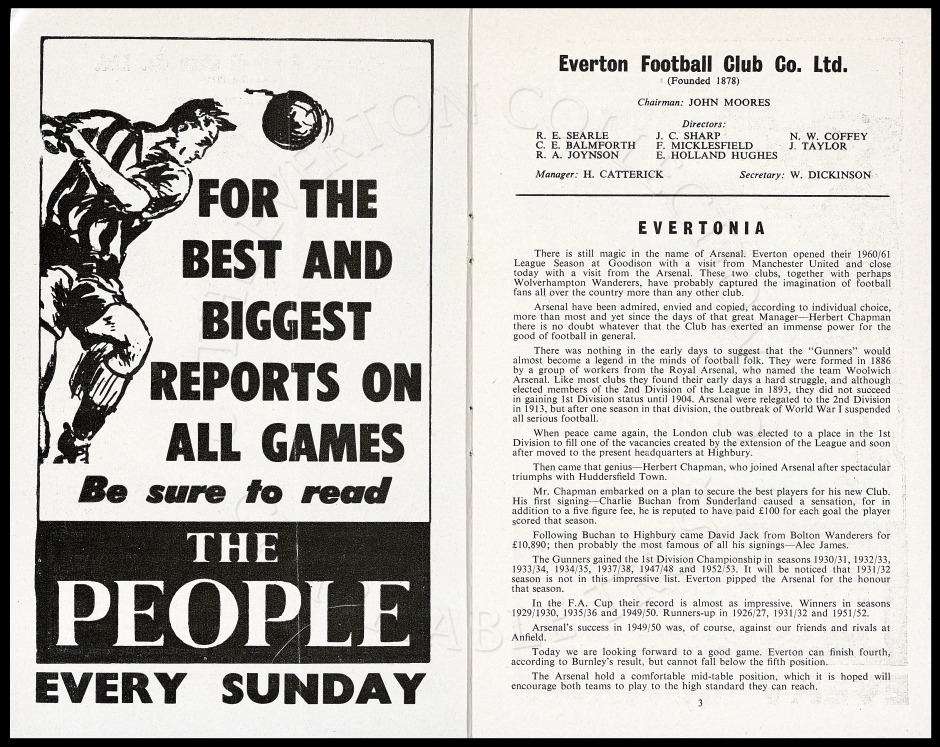 FOR THE
BEST AND
BIGGEST
REPORTS ON
ALL GAMES
Be sure to read
THE
PEOPLE
EVERY SUNDAY
Everton Football Club Co. Ltd.
(Founded 1878)
Chairman: JOHN MOORES
Directors:
R. E. SEARLE J. C. SHARP N. W. COFFEY
C. E. BALMFORTH F. MICKLESFIELD J. TAYLOR
R. A. JOYNSON E. HOLLAND HUGHES
Manager: H. CATTERICK Secretary: W. DICKINSON
EVERTONIA
There is still magic in the name of Arsenal. Everton opened their 1960/61
League Season at Goodison with a visit from Manchester United and close
today with a visit from the Arsenal. These two clubs, together with perhaps
Wolverhampton Wanderers, have probably captured the imagination of football
fans all over the country more than any other club.
Arsenal have been admired, envied and copied, according to individual choice,
more than most and yet since the days of that great Manager—Herbert Chapman
there is no doubt whatever that the Club has exerted an immense power for the
good of football in general.
There was nothing in the early days to suggest that the "Gunners" would
almost become a legend in the minds of football folk. They were formed in 1886
by a group of workers from the Royal Arsenal, who named the team Woolwich
Arsenal. Like most clubs they found their early days a hard struggle, and although
elected members of the 2nd Division of the League in 1893, they did not succeed
in gaining 1st Division status until 1904. Arsenal were relegated to the 2nd Division
in 1913, but after one season in that division, the outbreak of World War I suspended
all serious football.
When peace came again, the London club was elected to a place in the 1st
Division to fill one of the vacancies created by the extension of the League and soon
after moved to the present headquarters at Highbury.
Then came that genius—Herbert Chapman, who joined Arsenal after spectacular
triumphs with Huddersfield Town.
Mr. Chapman embarked on a plan to secure the best players for his new Club.
His first signing—Charlie Buchan from Sunderland caused a sensation, for in
addition to a five figure fee, he is reputed to have paid £100 for each goal the player
scored that season.
Following Buchan to Highbury came David Jack from Bolton Wanderers for
£10,890; then probably the most famous of all his signings—Alec James.
The Gunners gained the 1st Division Championship in seasons 1930/31, 1932/33,
1933/34, 1934/35, 1937/38, 1947/48 and 1952/53. It will be noticed that 1931/32
season is not in this impressive list. Everton pipped the Arsenal for the honour
that season.
In the F.A. Cup their record is almost as impressive. Winners in seasons
1929/1930, 1935/36 and 1949/50. Runners-up in 1926/27, 1931/32 and 1951/52.
Arsenal's success in 1949/50 was, of course, against our friends and rivals at
Anfield.
Today we are looking forward to a good game. Everton can finish fourth,
according to Burnley's result, but cannot fall below the fifth position.
The Arsenal hold a comfortable mid-table position, which it is hoped will
encourage both teams to play to the high standard they can reach.
3